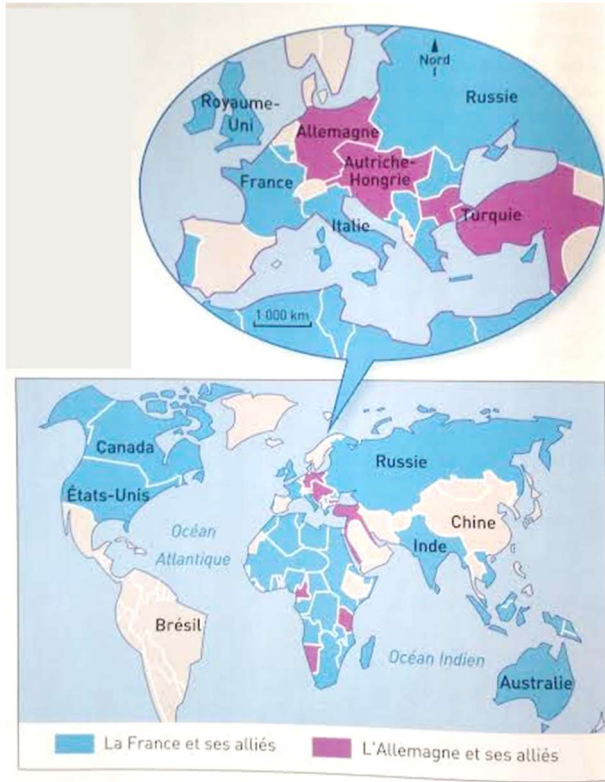 Nord
Royaume-
Uni
Russie
Allemagne
Autriche-
Hongrie
France
Italie
Turquie
1 000 km
Canada
Russie
États-Unis
Chine
Océan
Atlantique
Inde
Brésil
Océan Indien
Australie
La France et ses alliés
L'Allemagne et ses alliés